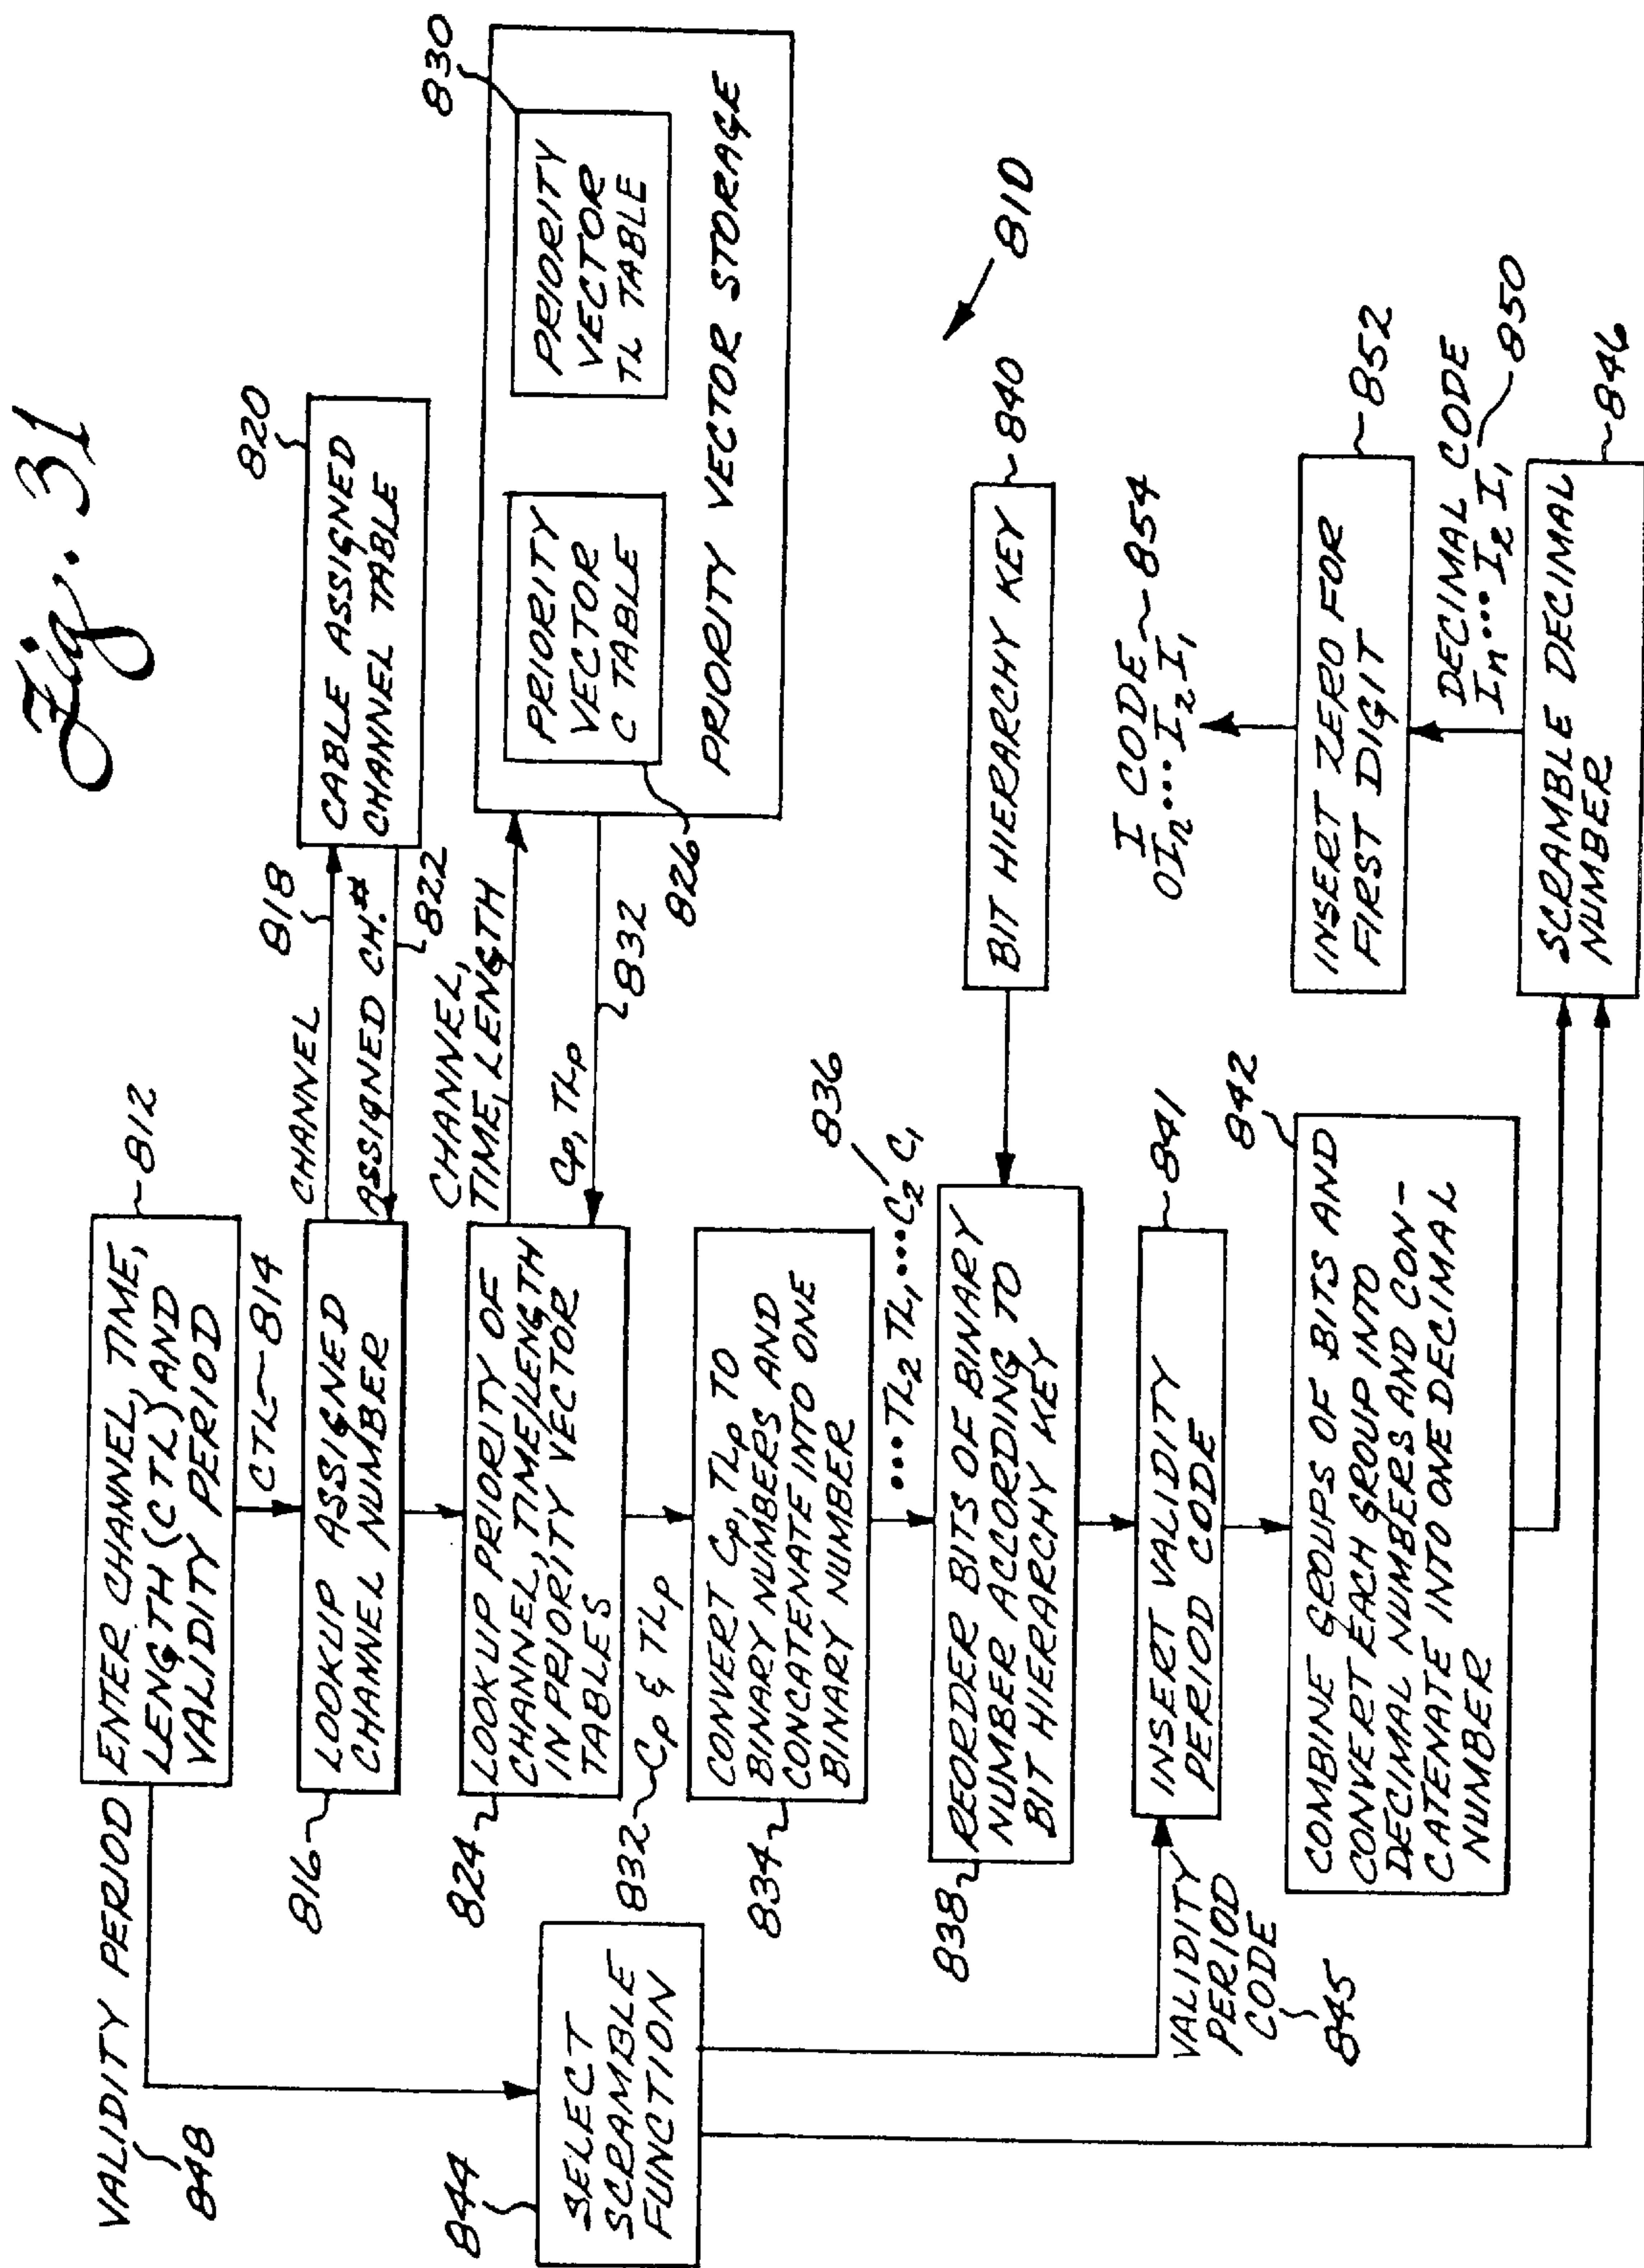 Fig. 31
VALIDITY PERIOD
848
ENTER CHANNEL, TIME,
LENGTH (CTL) AND
VALIDITY PERIOD
812
CTL~814
816
LOOKUP ASSIGNED
CHANNEL NUMBER
CHANNEL
818
ASSIGNED CH.#
822
820
CABLE ASSIGNED
CHANNEL TABLE
824
LOOKUP PRIORITY OF
CHANNEL, TIME/LENGTH
IN PRIORITY VECTOR
TABLES
CHANNEL,
TIME, LENGTH
Cp, TLp
832
PRIORITY
VECTOR
C TABLE
826
830
PRIORITY
VECTOR
TL TABLE
PRIORITY VECTOR STORAGE
832~Cp & TLp
834
CONVERT Cp, TLp TO
BINARY NUMBERS AND
CONCATENATE INTO ONE
BINARY NUMBER
...TL2 TL1...C2 C1
836
810
838
REORDER BITS OF BINARY
NUMBER ACCORDING TO
BIT HIERARCHY KEY
BIT HIERARCHY KEY
840
844
SELECT
SCRAMBLE
FUNCTION
VALIDITY
PERIOD
CODE
845
INSERT VALIDITY
PERIOD CODE
841
842
COMBINE GROUPS OF BITS AND
CONVERT EACH GROUP INTO
DECIMAL NUMBERS AND CON-
CATENATE INTO ONE DECIMAL
NUMBER
I CODE~854
OIn...I2I1
INSERT ZERO FOR
FIRST DIGIT
852
DECIMAL CODE
In...I2 I1
850
SCRAMBLE DECIMAL
NUMBER
846